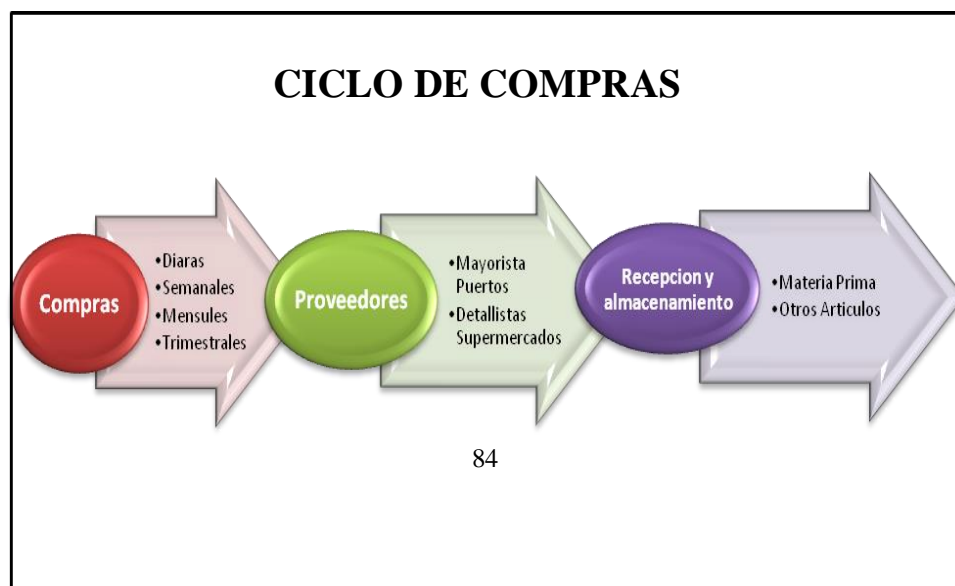 CICLO DE COMPRAS
Compras
•Diaras
•Semanales
•Mensules
•Trimestrales
Proveedores
•Mayorista
Puertos
•Detallistas
Supermercados
Recepcion y
almacenamiento
•Materia Prima
•Otros Articulos
84